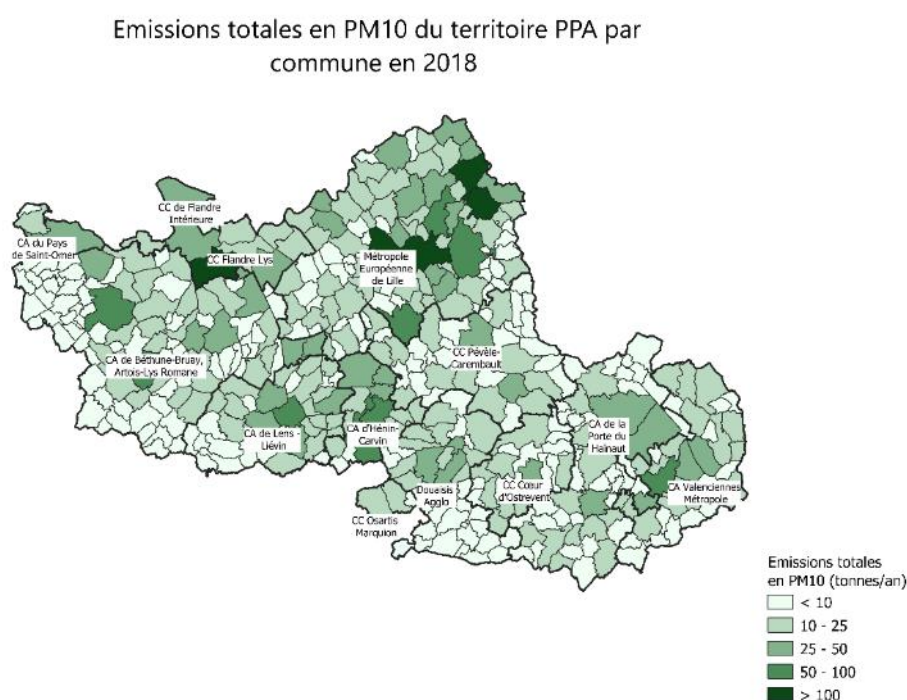 Emissions totales en PM10 du territoire PPA par
commune en 2018
CC de Flandre
Intérieure
CA du Pays
de Saint-Omer
CC Flandre Lys
Métropole
Européenne
de Lille
CA de Béthune-Bruay,
Artois-Lys Romane
CC Pévèle-
Carembault
CA de Lens -
Liévin
CA d'Hénin-
Carvin
CA de la
Porte du
Hainaut
Douaisis
Agglo
CC Cœur
d'Ostrevent
CA Valenciennes
Métropole
CC Osartis
Marquion
Emissions totales
en PM10 (tonnes/an)
< 10
10 - 25
25 - 50
50 - 100
> 100